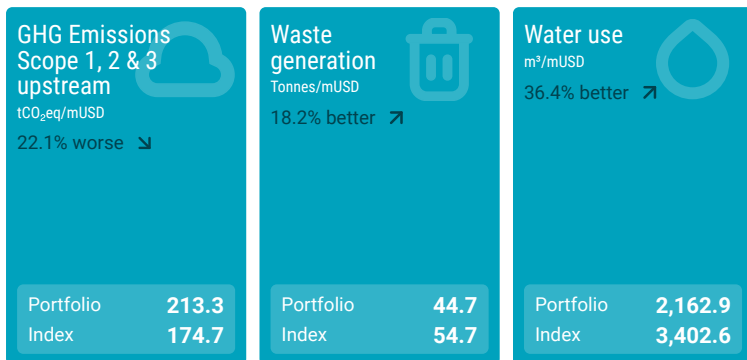 GHG Emissions
Scope 1, 2 & 3
upstream
tCO₂eq/mUSD
22.1% worse
Portfolio 213.3
Index 174.7
Waste
generation
Tonnes/mUSD
18.2% better
Portfolio 44.7
Index 54.7
Water use
m³/mUSD
36.4% better
Portfolio 2,162.9
Index 3,402.6